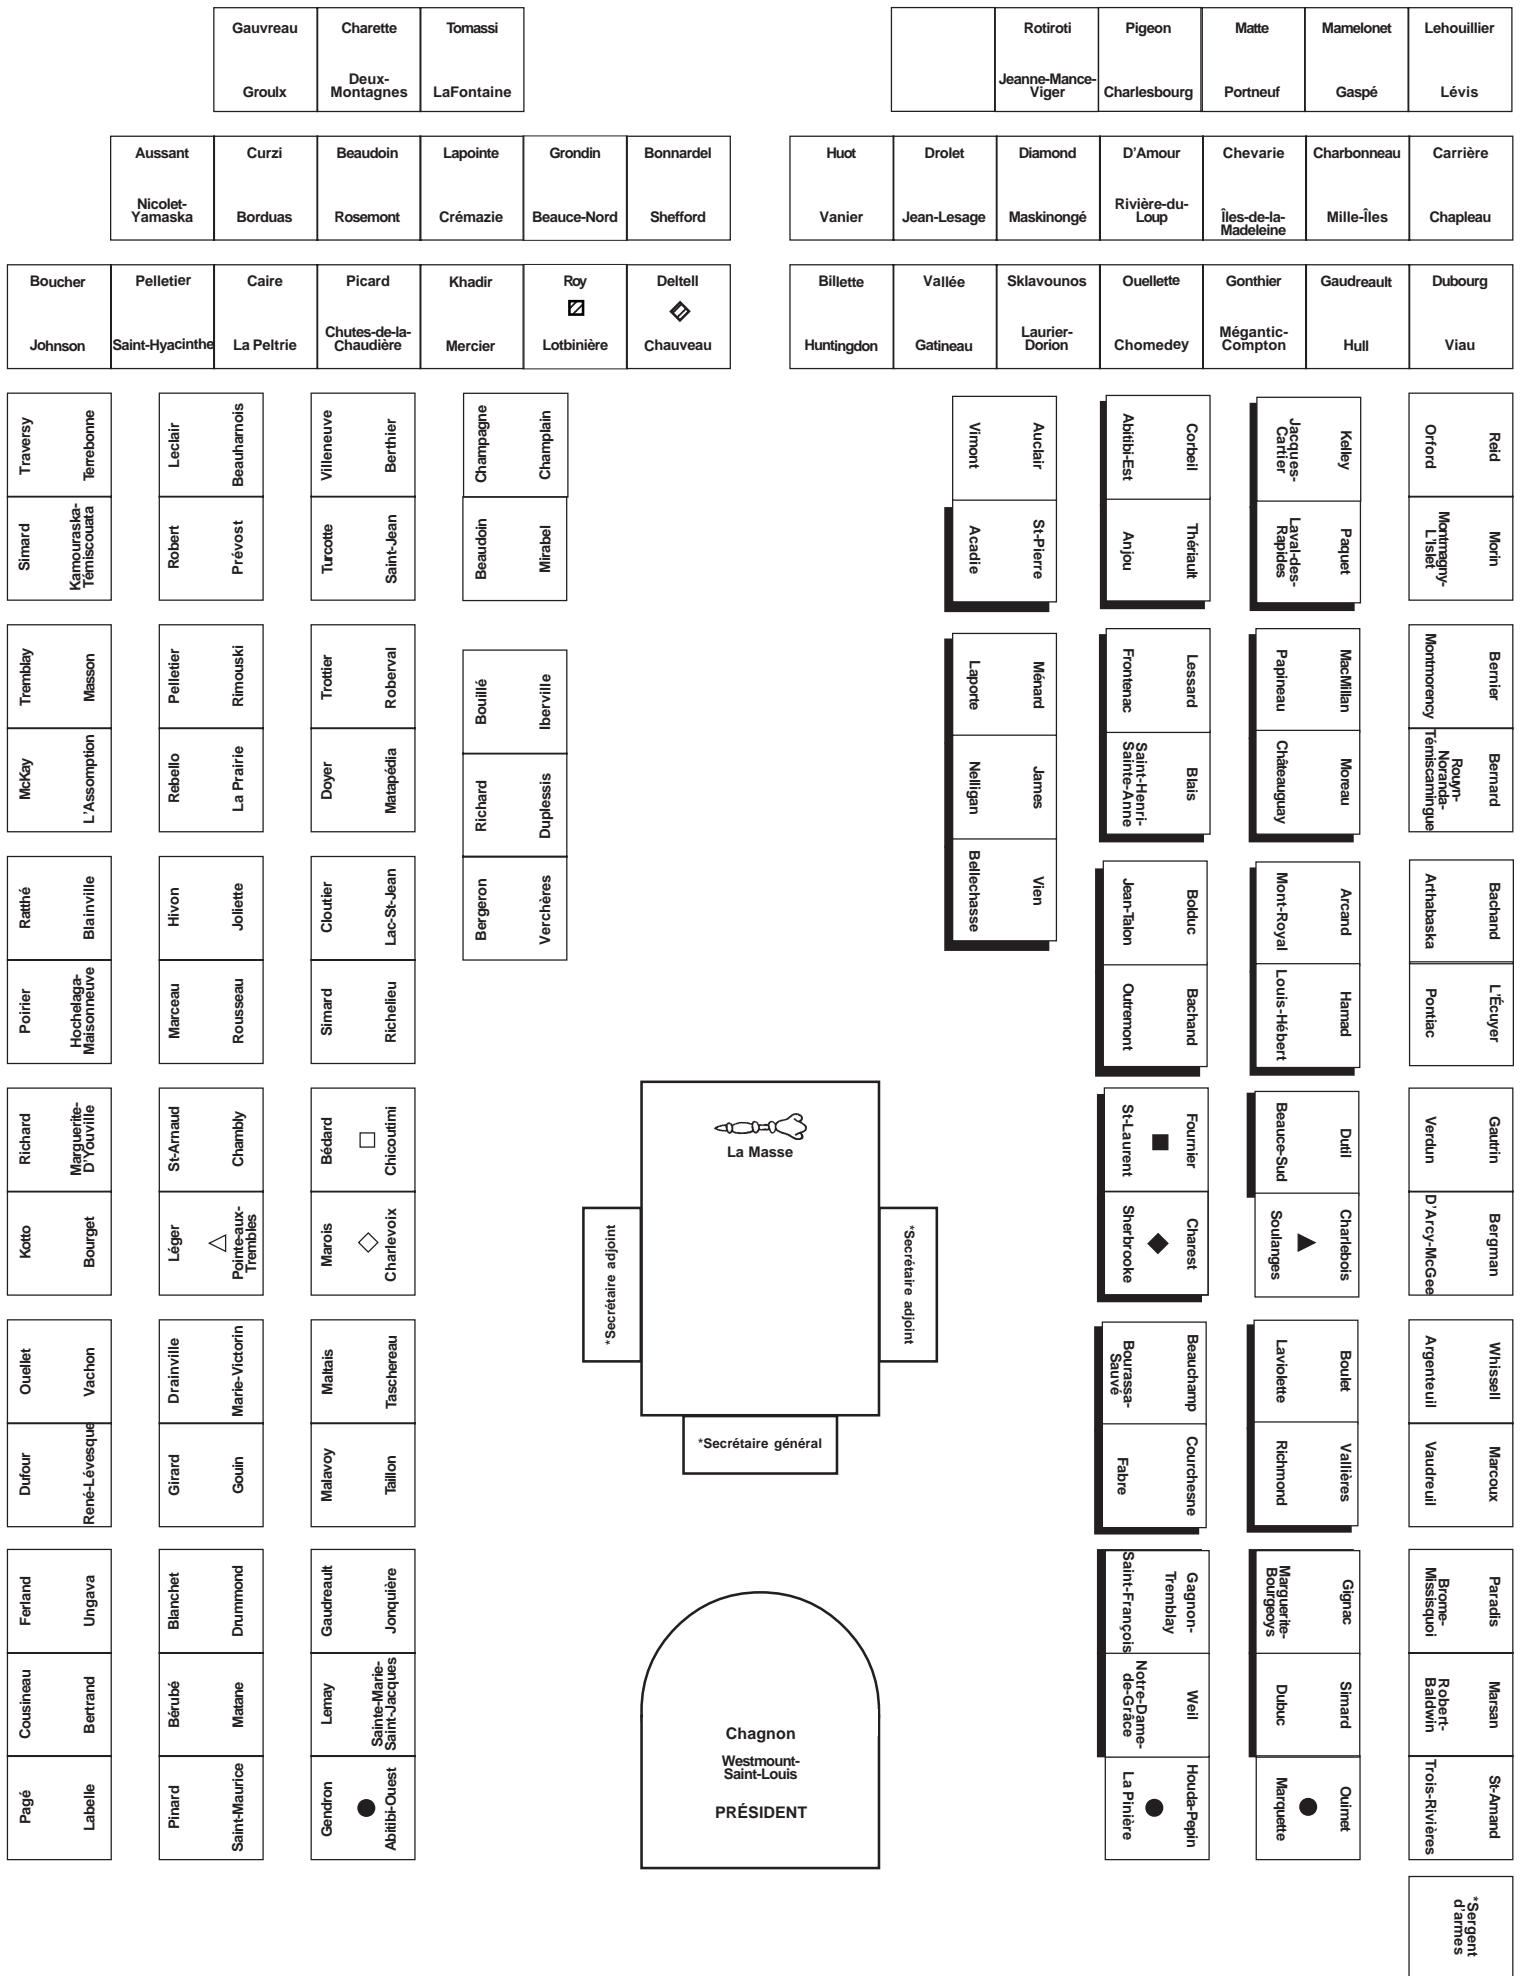 Gauvreau
Groulx
Charette
Deux-
Montagnes
Tomassi
LaFontaine
Rotiroti
Jeanne-Mance-
Viger
Pigeon
Charlesbourg
Matte
Portneuf
Mamelonet
Gaspé
Lehouillier
Lévis
Aussant
Nicolet-
Yamaska
Curzi
Borduas
Beaudoin
Rosemont
Lapointe
Crémazie
Grondin
Beauce-Nord
Bonnardel
Shefford
Huot
Vanier
Drolet
Jean-Lesage
Diamond
Maskinongé
D'Amour
Rivière-du-
Loup
Chevarie
Îles-de-la-
Madeleine
Charbonneau
Mille-Îles
Carrière
Chapleau
Boucher
Johnson
Pelletier
Saint-Hyacinthe
Caire
La Peltrie
Picard
Chutes-de-la-
Chaudière
Khadir
Mercier
Roy
Lotbinière
Deltell
Chauveau
Billette
Huntingdon
Vallée
Gatineau
Sklavounos
Laurier-
Dorion
Ouellette
Chomedey
Gonthier
Mégantic-
Compton
Gaudreault
Hull
Dubourg
Viau
Traversy
Terrebonne
Leclair
Beauharnois
Villeneuve
Berthier
Champagne
Champlain
Auclair
Vimont
Corbeil
Abitibi-Est
Kelley
Jacques-
Cartier
Reid
Orford
Simard
Kamouraska-
Témiscouata
Robert
Prévost
Turcotte
Saint-Jean
Beaudoin
Mirabel
St-Pierre
Acadie
Thériault
Anjou
Paquet
Laval-des-
Rapides
Morin
Montmagny-
L'Islet
Tremblay
Masson
Pelletier
Rimouski
Trottier
Roberval
Bouillé
Iberville
Ménard
Laporte
Lessard
Frontenac
MacMillan
Papineau
Bernier
Montmorency
McKay
L'Assomption
Rebello
La Prairie
Doyer
Matapédia
Richard
Duplessis
James
Nelligan
Blais
Saint-Henri-
Sainte-Anne
Moreau
Châteauguay
Bernard
Rouyn-
Noranda-
Témiscamingue
Ratthé
Blainville
Hivon
Joliette
Cloutier
Lac-St-Jean
Bergeron
Verchères
Vien
Bellechasse
Bolduc
Jean-Talon
Arcand
Mont-Royal
Bachand
Arthabaska
Poirier
Hochelaga-
Maisonneuve
Marceau
Rousseau
Simard
Richelieu
Bachand
Outremont
Hamad
Louis-Hébert
L'Écuyer
Pontiac
Richard
Marguerite-
D'Youville
St-Arnaud
Chambly
Bédard
Chicoutimi
La Masse
Fournier
St-Laurent
Dutil
Beauce-Sud
Gautrin
Verdun
Kotto
Bourget
Léger
Pointe-aux-
Trembles
Marois
Charlevoix
*Secrétaire adjoint
*Secrétaire adjoint
Charest
Sherbrooke
Charlebois
Soulanges
Bergman
D'Arcy-McGee
Ouellet
Vachon
Drainville
Marie-Victorin
Maltais
Taschereau
Beauchamp
Bourassa-
Sauvé
Boulet
Laviolette
Whissell
Argenteuil
Dufour
René-Lévesque
Girard
Gouin
Malavoy
Taillon
*Secrétaire général
Courchesne
Fabre
Vallières
Richmond
Marcoux
Vaudreuil
Ferland
Ungava
Blanchet
Drummond
Gaudreault
Jonquière
Gagnon-
Tremblay
Saint-François
Gignac
Marguerite-
Bourgeoys
Paradis
Brome-
Missisquoi
Cousineau
Bertrand
Bérubé
Matane
Lemay
Sainte-Marie-
Saint-Jacques
Chagnon
Westmount-
Saint-Louis
PRÉSIDENT
Weil
Notre-Dame-
de-Grâce
Simard
Dubuc
Marsan
Robert-
Baldwin
Pagé
Labelle
Pinard
Saint-Maurice
Gendron
Abitibi-Ouest
Houda-Pepin
La Pinière
Ouimet
Marquette
St-Amand
Trois-Rivières
*Sergent
d'armes